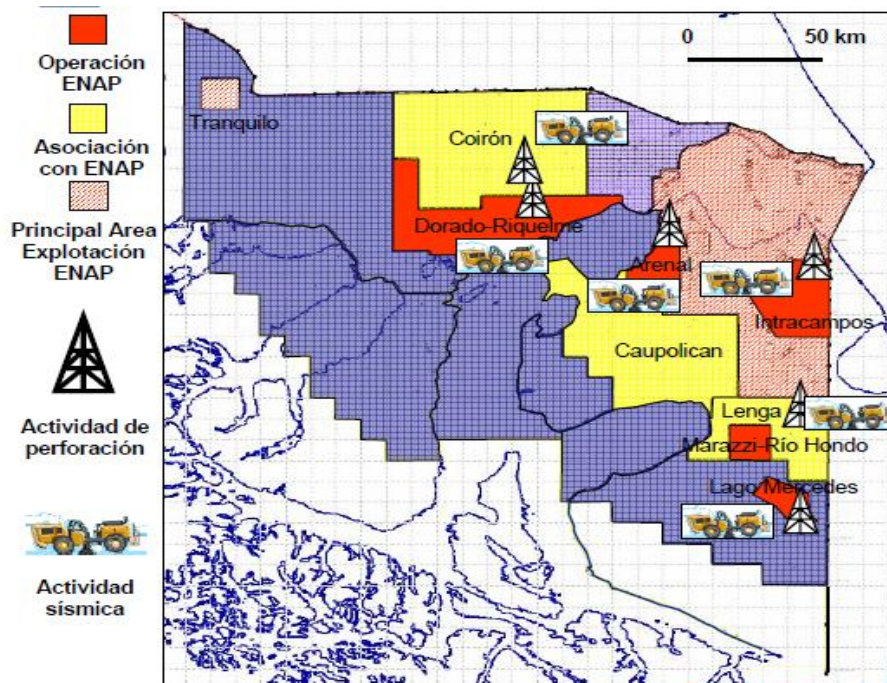 Operación
ENAP
Asociación
con ENAP
Principal Area
Explotación
ENAP
Actividad de
perforación
Actividad
sísmica
0 50 km
Tranquilo
Coirón
Dorado-Riquelme
Arenal
Intracampos
Caupolican
Lenga
Marazzi-Río Hondo
Lago Mercedes